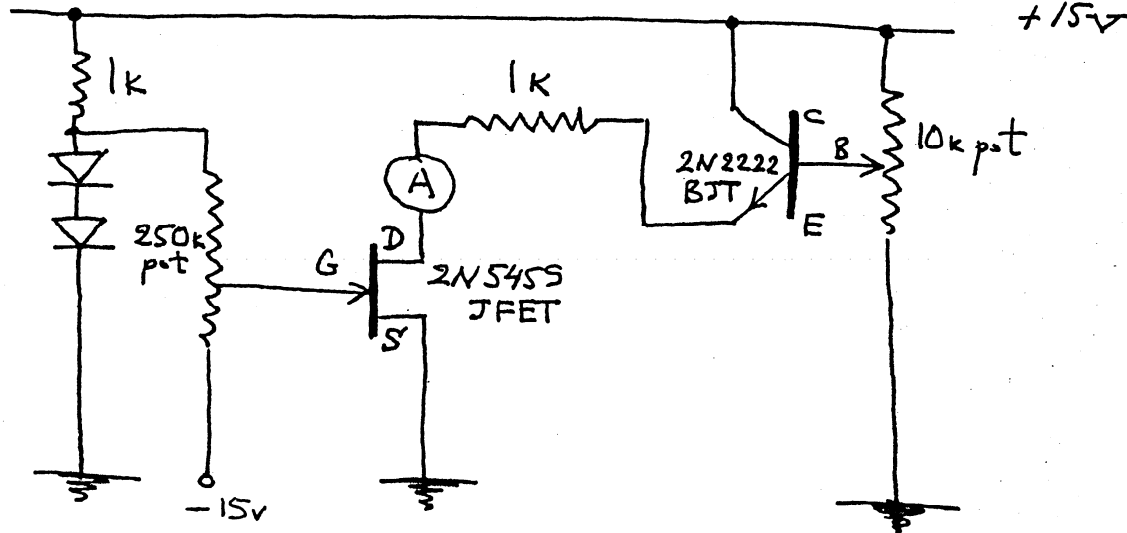 +15v
1K
1K
C
10k pot
2N2222
B
BJT
A
E
250k
pot
D
G
2N5459
JFET
S
-15v